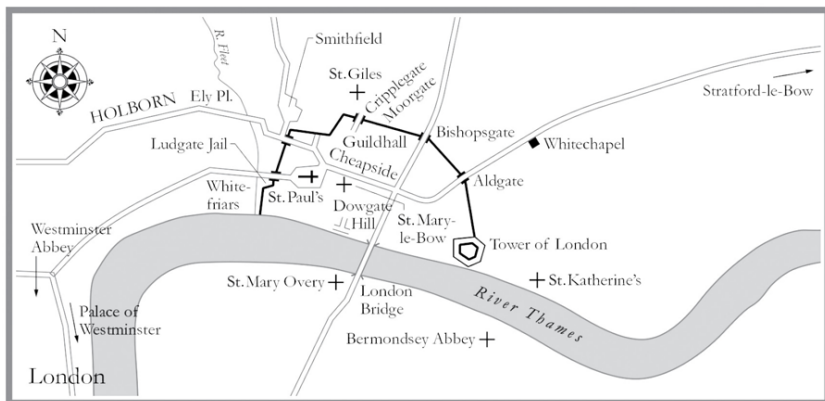 N
R. Fleet
Smithfield
St. Giles
Cripplegate
Moorgate
Ely Pl.
HOLBORN
Stratford-le-Bow
Bishopsgate
Guildhall
Whitechapel
Ludgate Jail
Cheapside
Aldgate
White-
friars
St. Paul's
Dowgate
Hill
St. Mary-
le-Bow
Westminster
Abbey
Tower of London
St. Mary Overy
St. Katherine's
London
Bridge
River Thames
Palace of
Westminster
Bermondsey Abbey
London